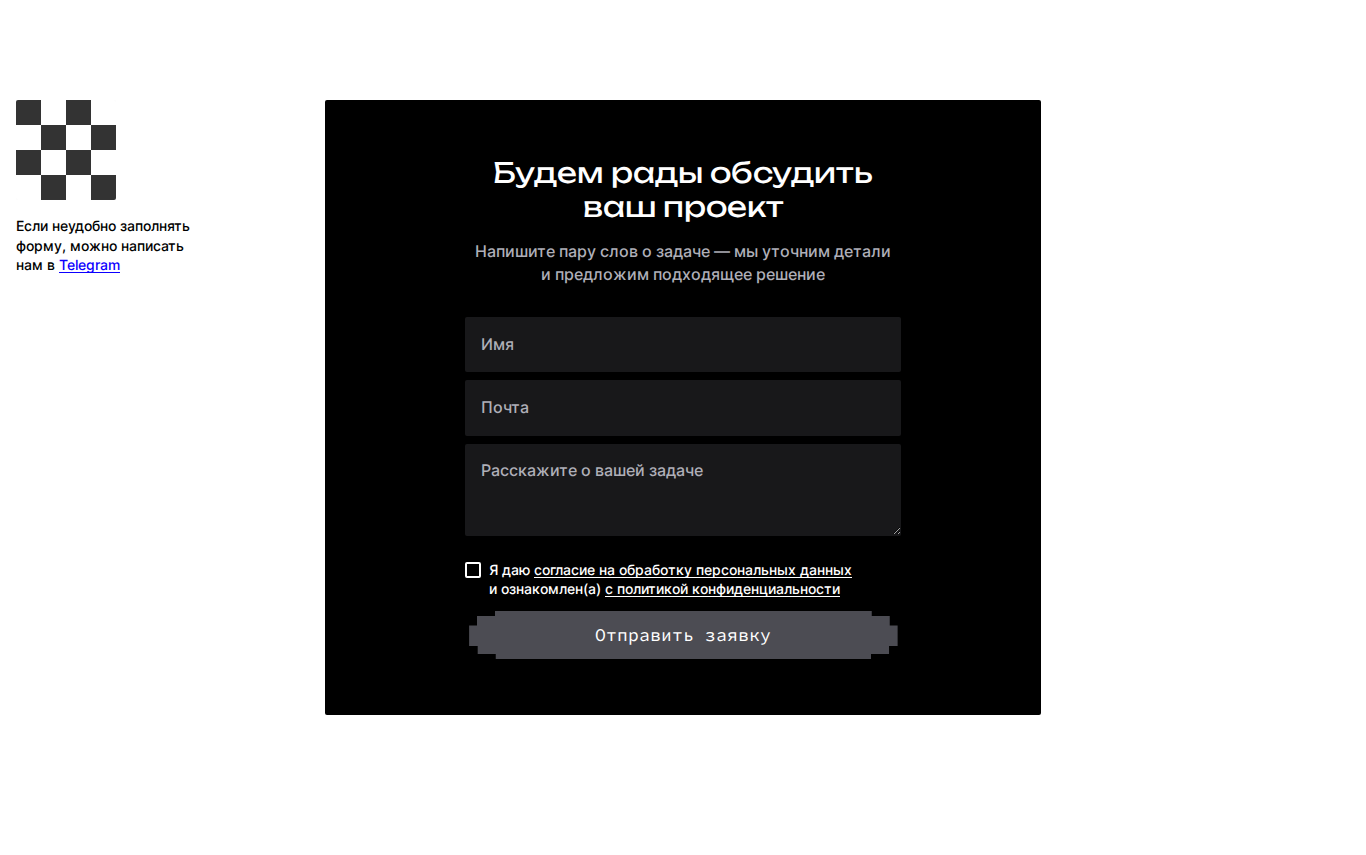 Если неудобно заполнять
форму, можно написать
нам в Telegram
Будем рады обсудить
ваш проект
Напишите пару слов о задаче — мы уточним детали
и предложим подходящее решение
Имя
Почта
Расскажите о вашей задаче
Я даю согласие на обработку персональных данных
и ознакомлен(а) с политикой конфиденциальности
Отправить заявку